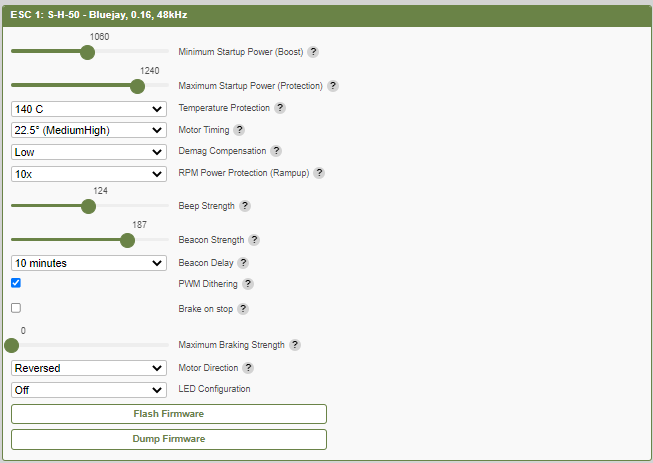 ESC 1: S-H-50 - Bluejay, 0.16, 48kHz
1060
Minimum Startup Power (Boost) ?
1240
Maximum Startup Power (Protection) ?
140 C Temperature Protection ?
22.5° (MediumHigh) Motor Timing ?
Low Demag Compensation ?
10x RPM Power Protection (Rampup) ?
124
Beep Strength ?
187
Beacon Strength ?
10 minutes Beacon Delay ?
PWM Dithering ?
Brake on stop ?
0
Maximum Braking Strength ?
Reversed Motor Direction ?
Off LED Configuration
Flash Firmware
Dump Firmware